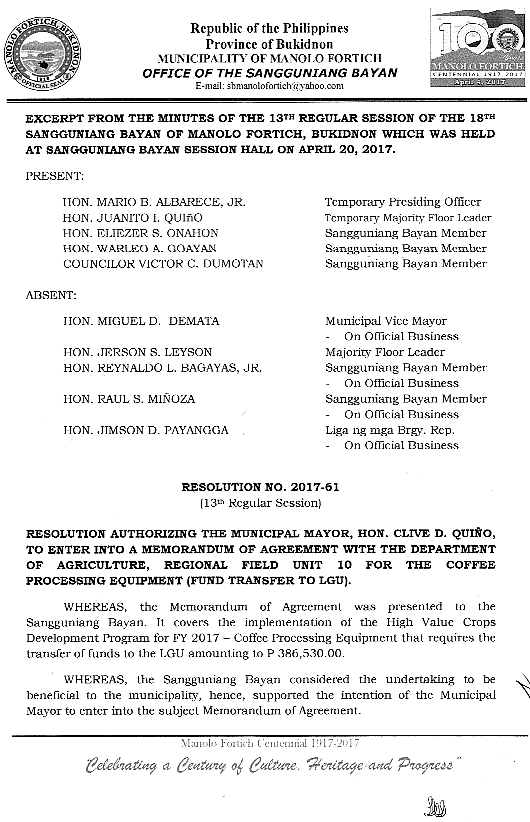 MANOLO FORTICH, BUKIDNON
OFFICIAL SEAL
Republic of the Philippines
Province of Bukidnon
MUNICIPALITY OF MANOLO FORTICH
OFFICE OF THE SANGGUNIANG BAYAN
E-mail: sbmanolofortich@yahoo.com
100
Years
MANOLO FORTICH
CENTENNIAL 1917-2017
EXCERPT FROM THE MINUTES OF THE 13TH REGULAR SESSION OF THE 18TH
SANGGUNIANG BAYAN OF MANOLO FORTICH, BUKIDNON WHICH WAS HELD
AT SANGGUNIANG BAYAN SESSION HALL ON APRIL 20, 2017.
PRESENT:
HON. MARIO B. ALBARECE, JR. Temporary Presiding Officer
HON. JUANITO I. QUIñO Temporary Majority Floor Leader
HON. ELIEZER S. ONAHON Sangguniang Bayan Member
HON. WARLEO A. GOAYAN Sangguniang Bayan Member
COUNCILOR VICTOR C. DUMOTAN Sangguniang Bayan Member
ABSENT:
HON. MIGUEL D. DEMATA Municipal Vice Mayor
- On Official Business
HON. JERSON S. LEYSON Majority Floor Leader
HON. REYNALDO L. BAGAYAS, JR. Sangguniang Bayan Member
- On Official Business
HON. RAUL S. MIÑOZA Sangguniang Bayan Member
- On Official Business
HON. JIMSON D. PAYANGGA Liga ng mga Brgy. Rep.
- On Official Business
RESOLUTION NO. 2017-61
(13th Regular Session)
RESOLUTION AUTHORIZING THE MUNICIPAL MAYOR, HON. CLIVE D. QUIÑO,
TO ENTER INTO A MEMORANDUM OF AGREEMENT WITH THE DEPARTMENT
OF AGRICULTURE, REGIONAL FIELD UNIT 10 FOR THE COFFEE
PROCESSING EQUIPMENT (FUND TRANSFER TO LGU).
WHEREAS, the Memorandum of Agreement was presented to the
Sangguniang Bayan. It covers the implementation of the High Value Crops
Development Program for FY 2017 – Coffee Processing Equipment that requires the
transfer of funds to the LGU amounting to P 386,530.00.
WHEREAS, the Sangguniang Bayan considered the undertaking to be
beneficial to the municipality, hence, supported the intention of the Municipal
Mayor to enter into the subject Memorandum of Agreement.
Manolo Fortich Centennial 1917-2017
"Celebrating a Century of Culture, Heritage and Progress"